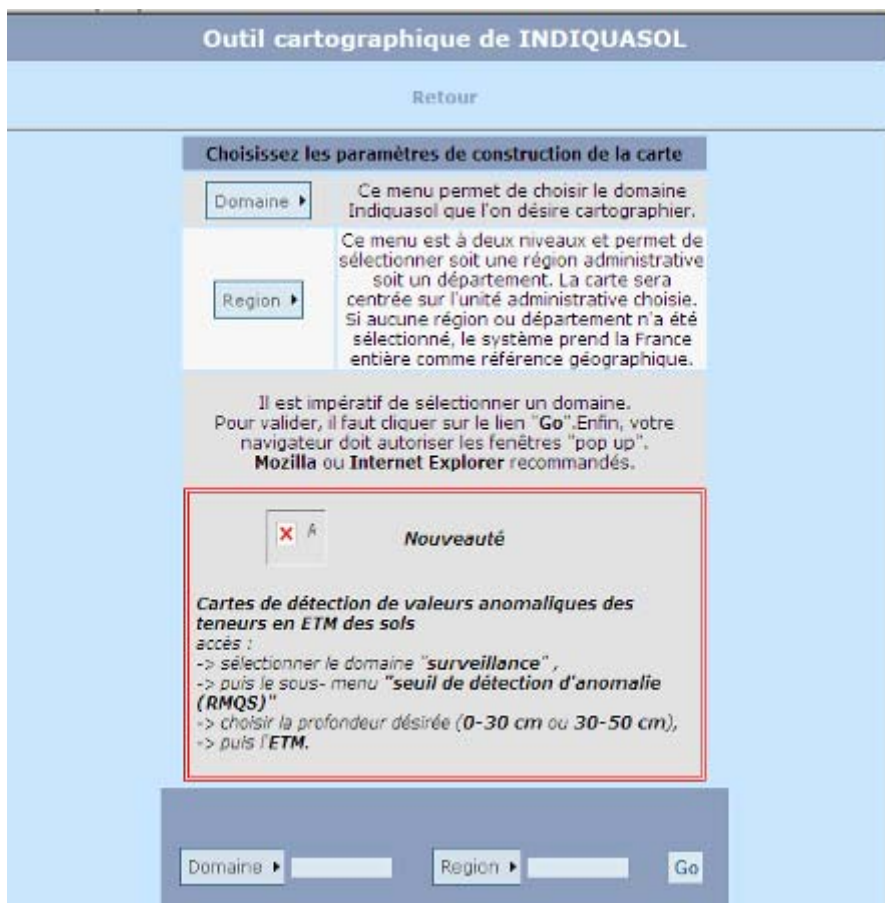 Outil cartographique de INDIQUASOL
Retour
Choisissez les paramètres de construction de la carte
Domaine
Ce menu permet de choisir le domaine
Indiquasol que l'on désire cartographier.
Region
Ce menu est à deux niveaux et permet de
sélectionner soit une région administrative
soit un département. La carte sera
centrée sur l'unité administrative choisie.
Si aucune région ou département n'a été
sélectionné, le système prend la France
entière comme référence géographique.
Il est impératif de sélectionner un domaine.
Pour valider, il faut cliquer sur le lien "Go".Enfin, votre
navigateur doit autoriser les fenêtres "pop up".
Mozilla ou Internet Explorer recommandés.
Nouveauté
Cartes de détection de valeurs anomaliques des
teneurs en ETM des sols
accès :
-> sélectionner le domaine "surveillance" ,
-> puis le sous- menu "seuil de détection d'anomalie
(RMQS)"
-> choisir la profondeur désirée (0-30 cm ou 30-50 cm),
-> puis l'ETM.
Domaine
Region
Go